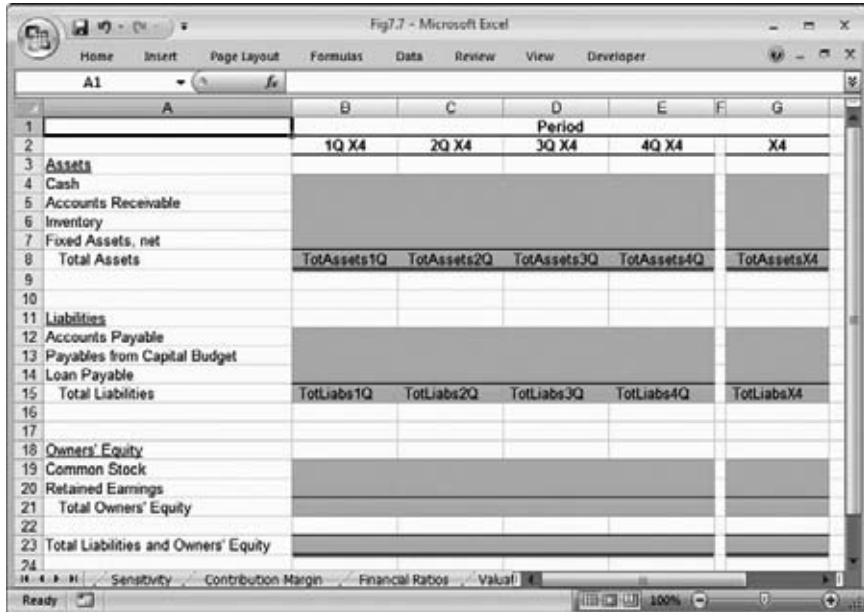 Fig7.7 - Microsoft Excel
Home Insert Page Layout Formulas Data Review View Developer
A1 fx
A B C D E F G
1 Period
2 1Q X4 2Q X4 3Q X4 4Q X4 X4
3 Assets
4 Cash
5 Accounts Receivable
6 Inventory
7 Fixed Assets, net
8 Total Assets TotAssets1Q TotAssets2Q TotAssets3Q TotAssets4Q TotAssetsX4
9
10
11 Liabilities
12 Accounts Payable
13 Payables from Capital Budget
14 Loan Payable
15 Total Liabilities TotLiabs1Q TotLiabs2Q TotLiabs3Q TotLiabs4Q TotLiabsX4
16
17
18 Owners' Equity
19 Common Stock
20 Retained Earnings
21 Total Owners' Equity
22
23 Total Liabilities and Owners' Equity
24
Sensitivity Contribution Margin Financial Ratios Valuati
Ready 100%